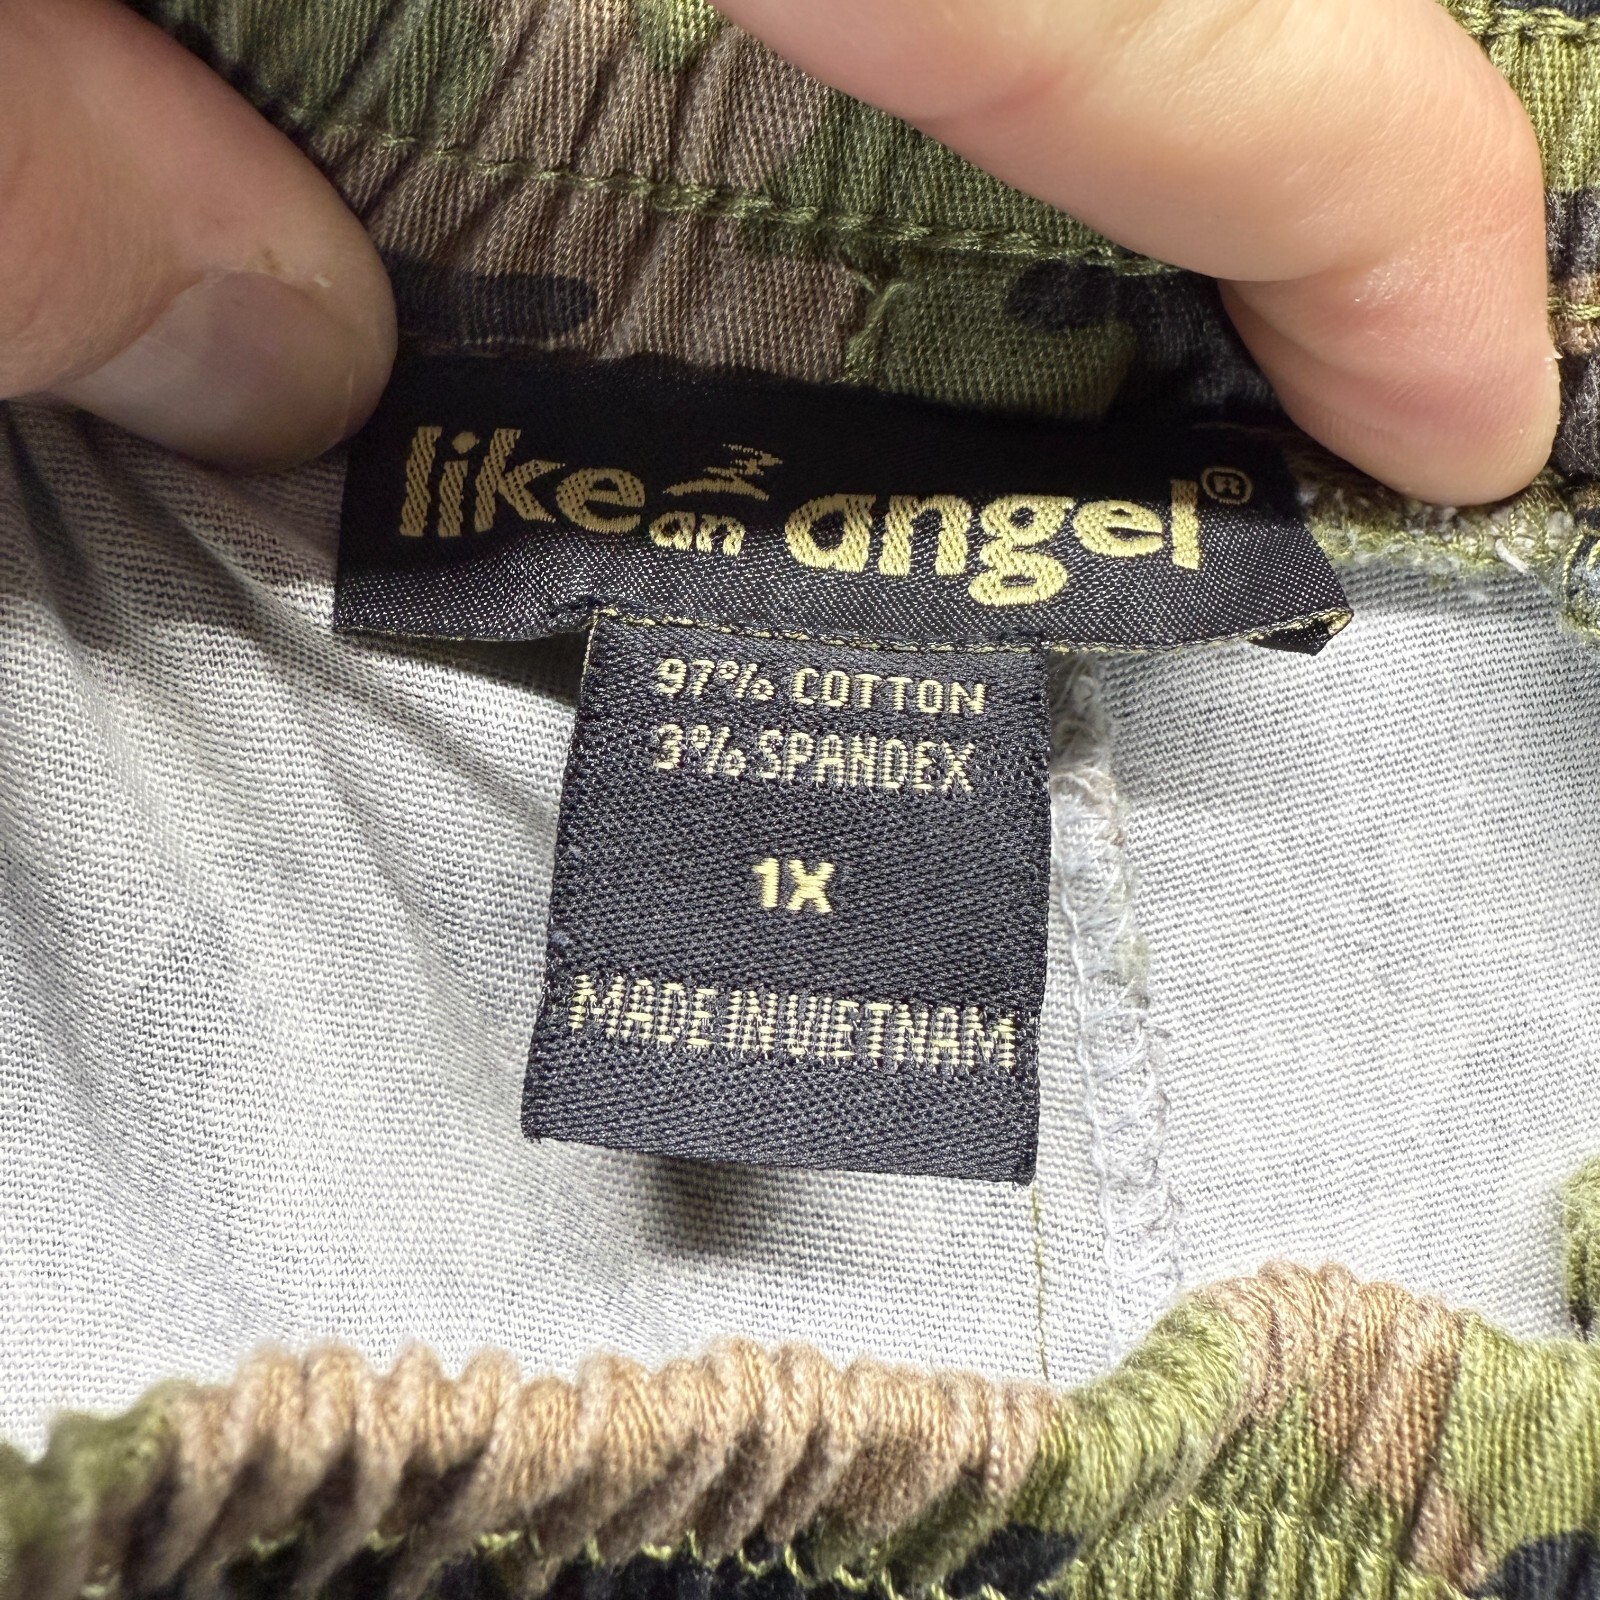 like an angel®
97% COTTON
3% SPANDEX
1X
MADE IN VIETNAM